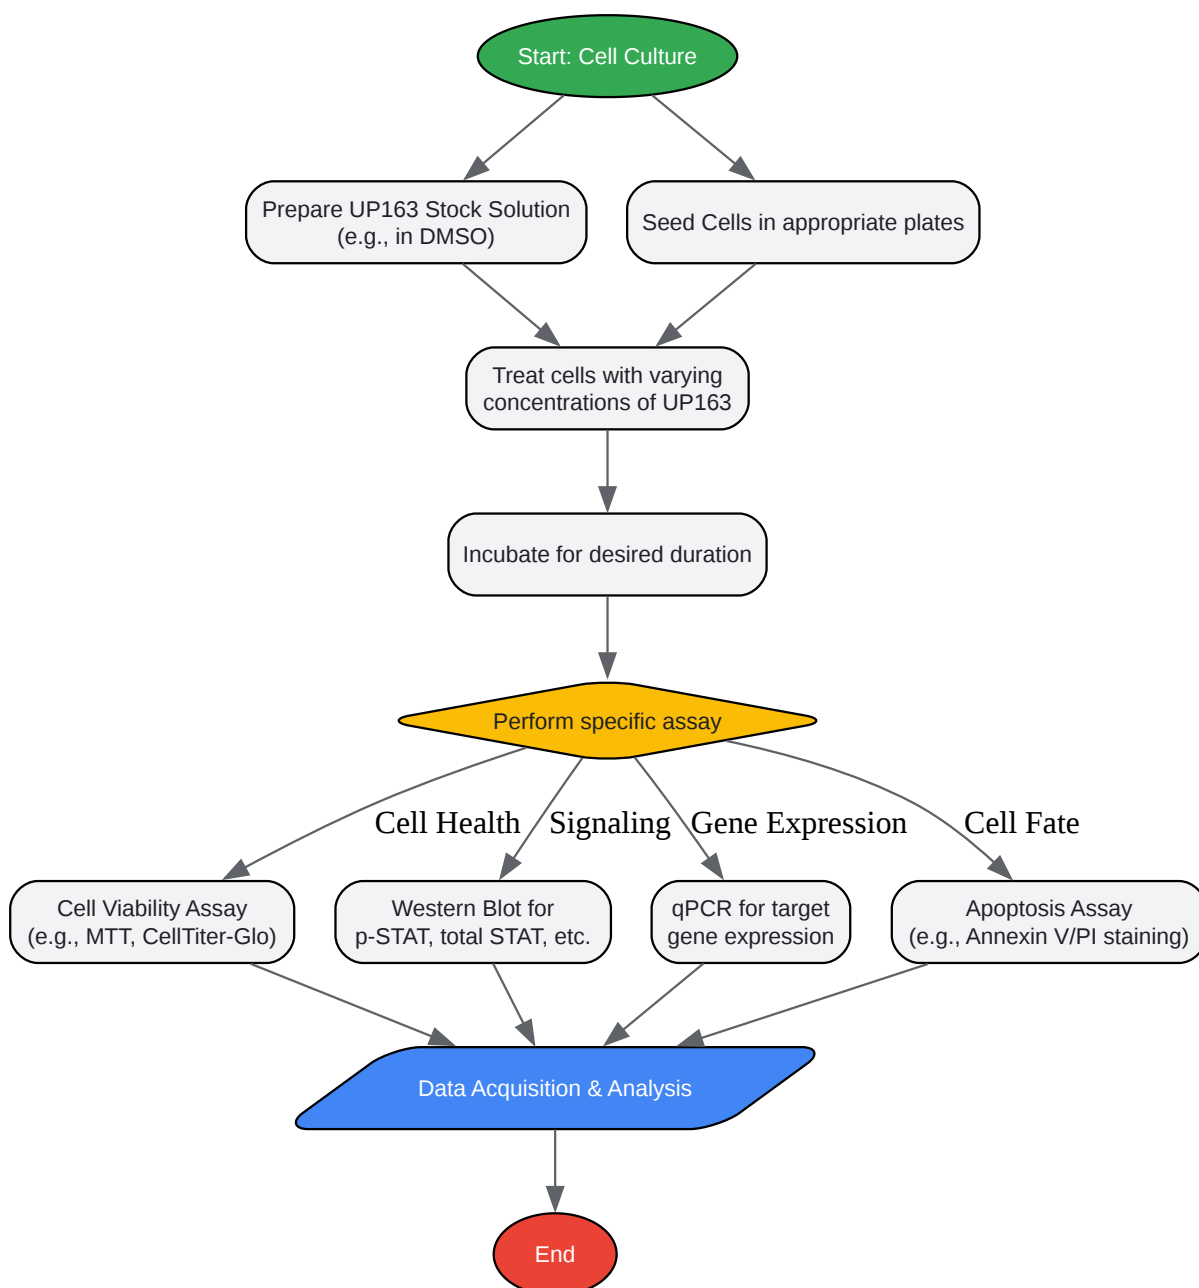 Start: Cell Culture
Prepare UP163 Stock Solution
(e.g., in DMSO)
Seed Cells in appropriate plates
Treat cells with varying
concentrations of UP163
Incubate for desired duration
Perform specific assay
Cell Health
Signaling
Gene Expression
Cell Fate
Cell Viability Assay
(e.g., MTT, CellTiter-Glo)
Western Blot for
p-STAT, total STAT, etc.
qPCR for target
gene expression
Apoptosis Assay
(e.g., Annexin V/PI staining)
Data Acquisition & Analysis
End